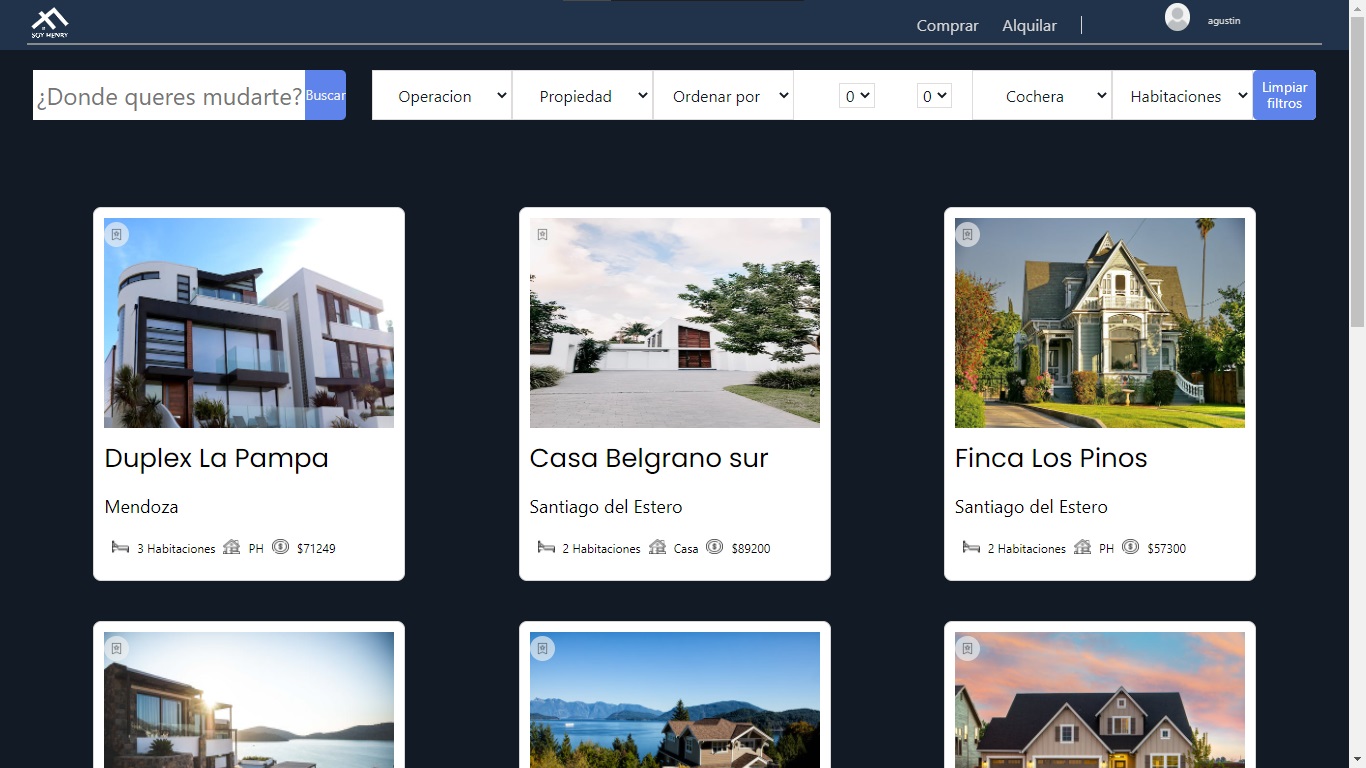 SOY HENRY
Comprar Alquilar agustin
¿Donde queres mudarte? Buscar Operacion Propiedad Ordenar por 0 0 Cochera Habitaciones Limpiar filtros
Duplex La Pampa
Mendoza
3 Habitaciones PH $71249
Casa Belgrano sur
Santiago del Estero
2 Habitaciones Casa $89200
Finca Los Pinos
Santiago del Estero
2 Habitaciones PH $57300